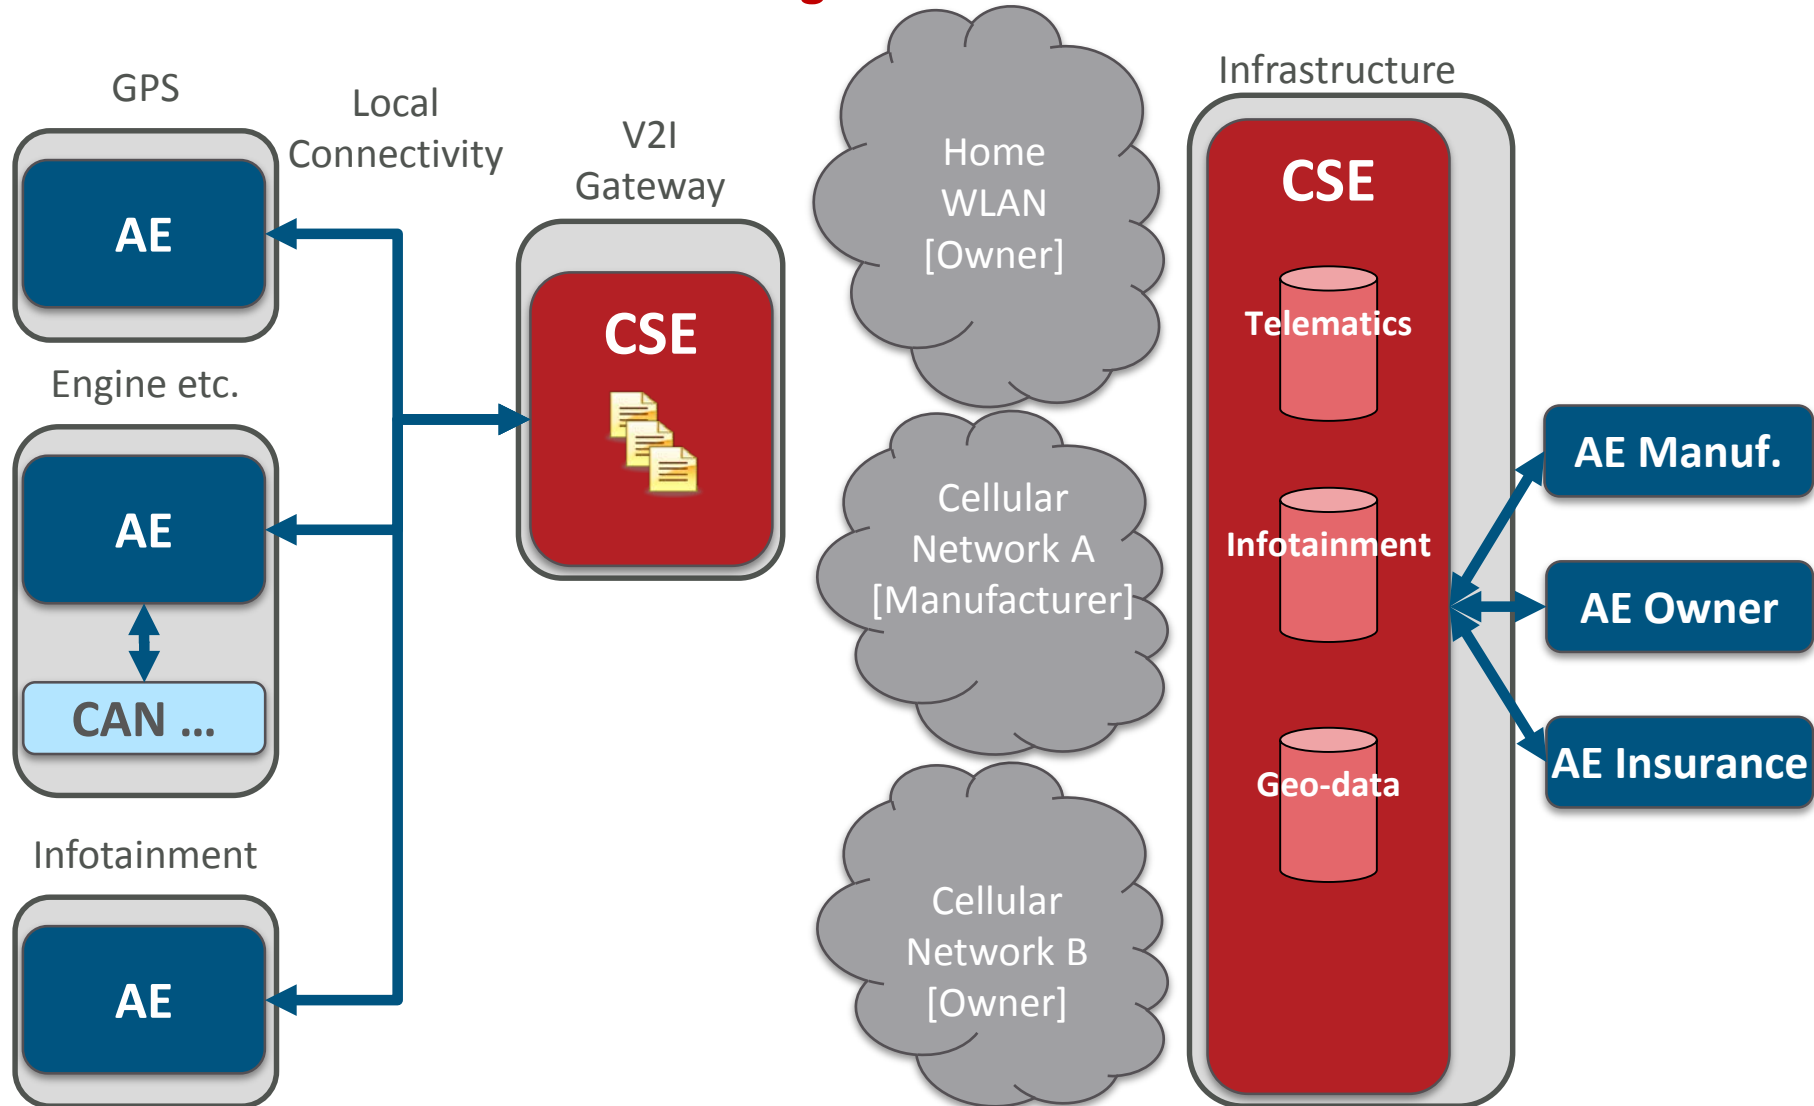 GPS
AE
Local
Connectivity
V2I
Gateway
CSE
Engine etc.
AE
CAN ...
Infotainment
AE
Home
WLAN
[Owner]
Cellular
Network A
[Manufacturer]
Cellular
Network B
[Owner]
Infrastructure
CSE
Telematics
Infotainment
Geo-data
AE Manuf.
AE Owner
AE Insurance